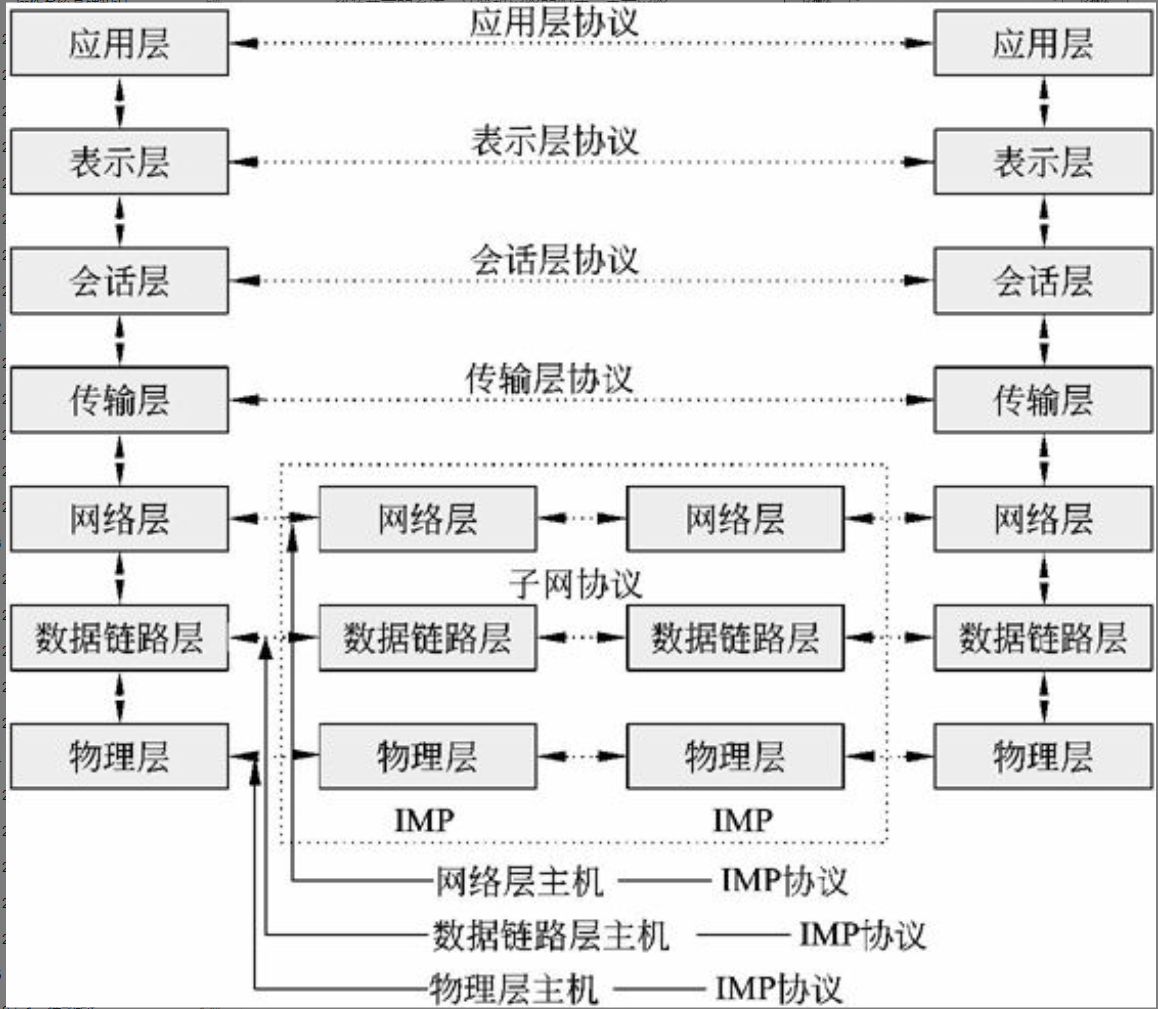 应用层 应用层协议 应用层
表示层 表示层协议 表示层
会话层 会话层协议 会话层
传输层 传输层协议 传输层
网络层 网络层 网络层 网络层
子网协议
数据链路层 数据链路层 数据链路层 数据链路层
物理层 物理层 物理层 物理层
IMP IMP
网络层主机 —— IMP协议
数据链路层主机 —— IMP协议
物理层主机 —— IMP协议